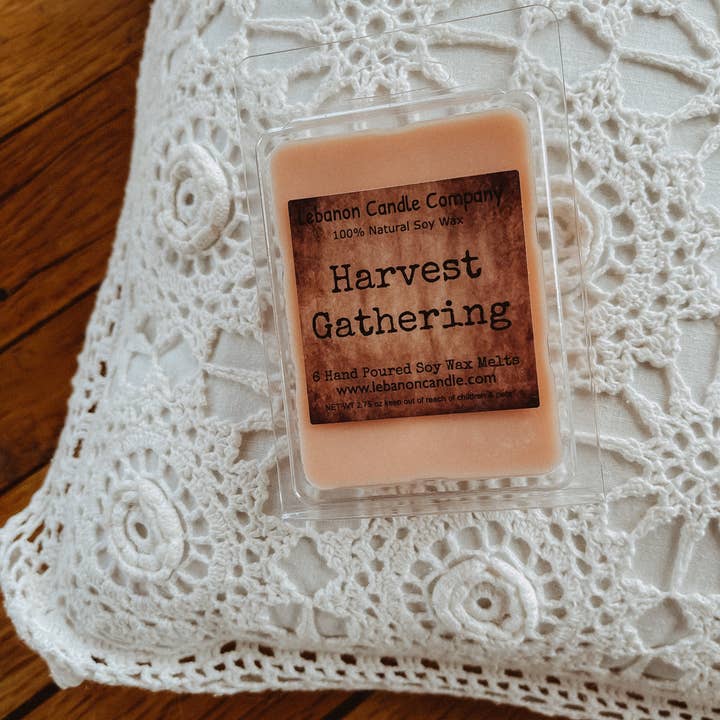 Lebanon Candle Company
100% Natural Soy Wax
Harvest
Gathering
6 Hand Poured Soy Wax Melts
www.lebanoncandle.com
NET WT 2.75 oz keep out of reach of children & pets